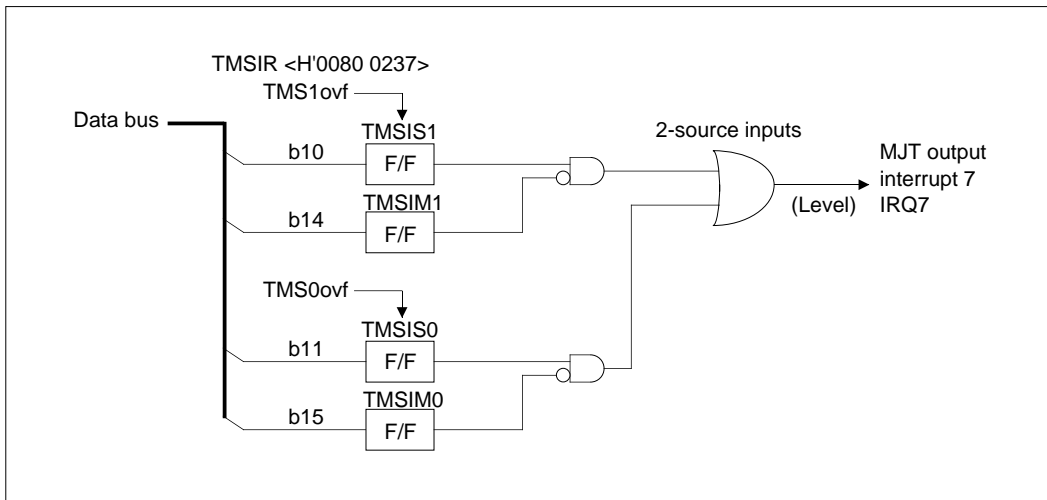 TMSIR <H'0080 0237>
TMS1ovf
Data bus
TMSIS1
b10
F/F
2-source inputs
MJT output
interrupt 7
IRQ7
(Level)
TMSIM1
b14
F/F
TMS0ovf
TMSIS0
b11
F/F
TMSIM0
b15
F/F